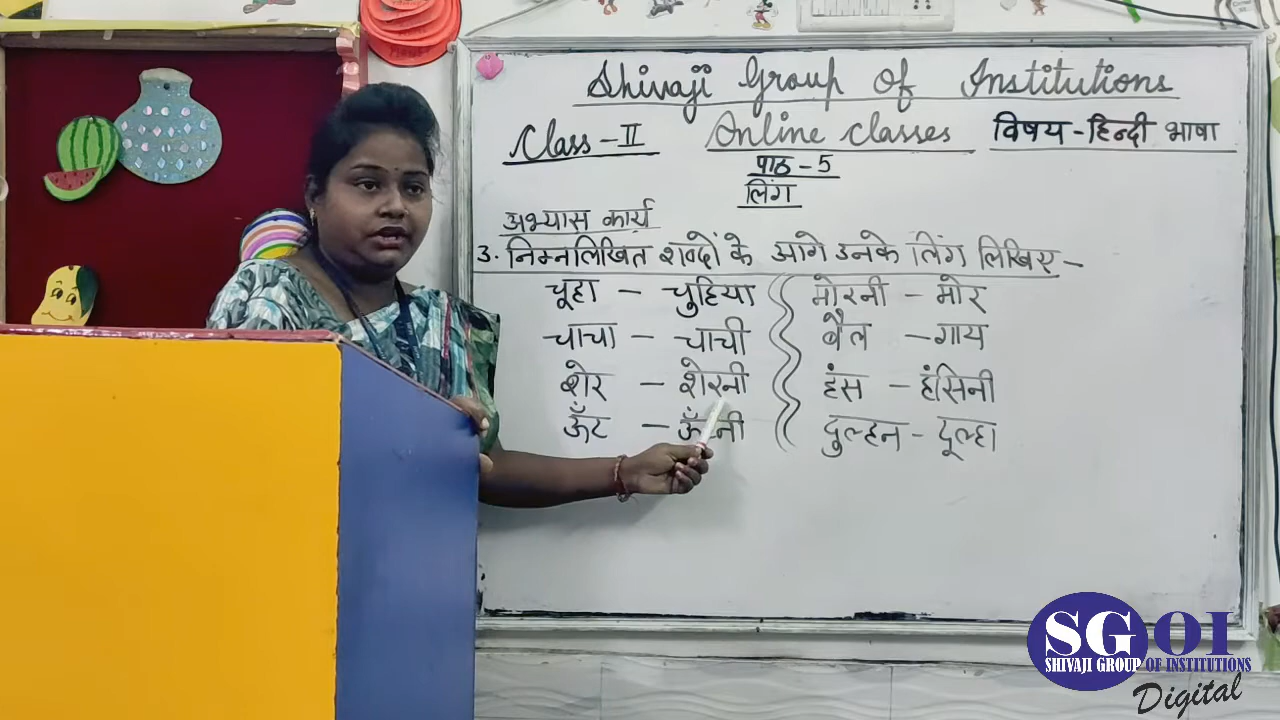 Shivaji Group Of Institutions
Class-II Online Classes विषय-हिन्दी भाषा
पाठ-5
लिंग
अभ्यास कार्य
3. निम्नलिखित शब्दों के आगे उनके लिंग लिखिए -
चूहा - चुहिया
चाचा - चाची
शेर - शेरनी
ऊँट - ऊँटनी
मोरनी - मोर
बैल - गाय
हंस - हंसिनी
दुल्हन - दूल्हा
SGOI
SHIVAJI GROUP OF INSTITUTIONS
Digital